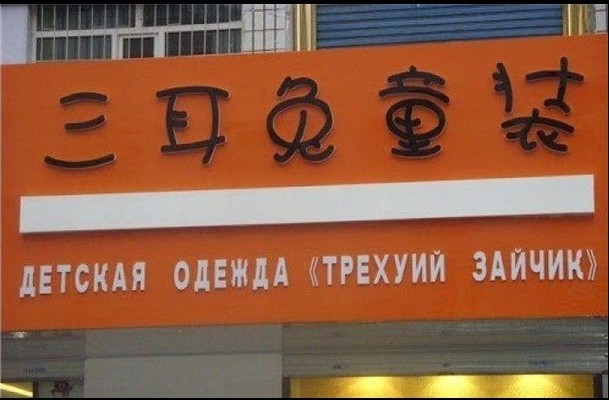 三耳兔童装
ДЕТСКАЯ ОДЕЖДА 《ТРЕХУИЙ ЗАЙЧИК》